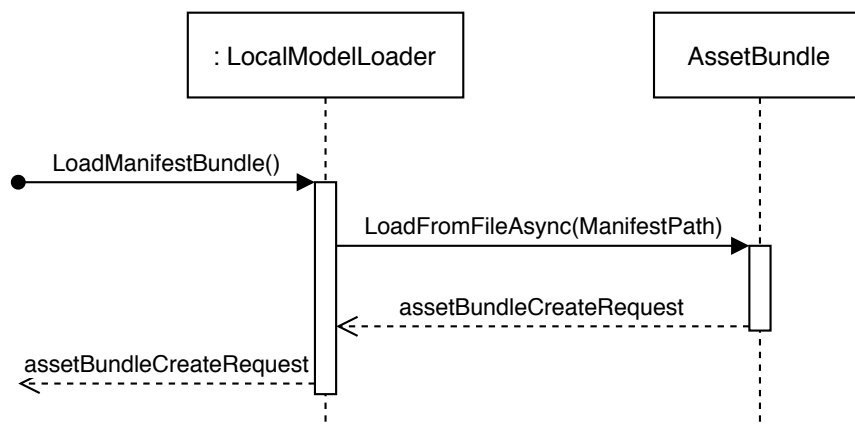 : LocalModelLoader
AssetBundle
LoadManifestBundle()
LoadFromFileAsync(ManifestPath)
assetBundleCreateRequest
assetBundleCreateRequest